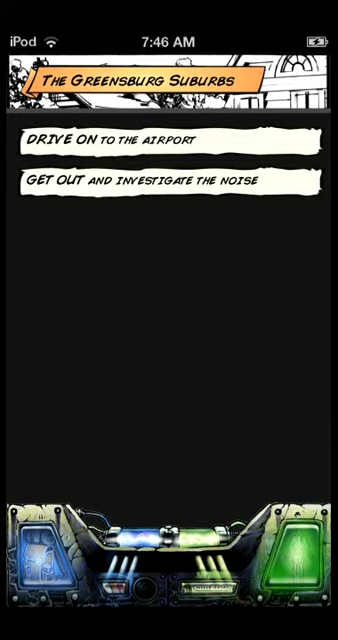 iPod 7:46 AM
THE GREENSBURG SUBURBS
DRIVE ON TO THE AIRPORT
GET OUT AND INVESTIGATE THE NOISE